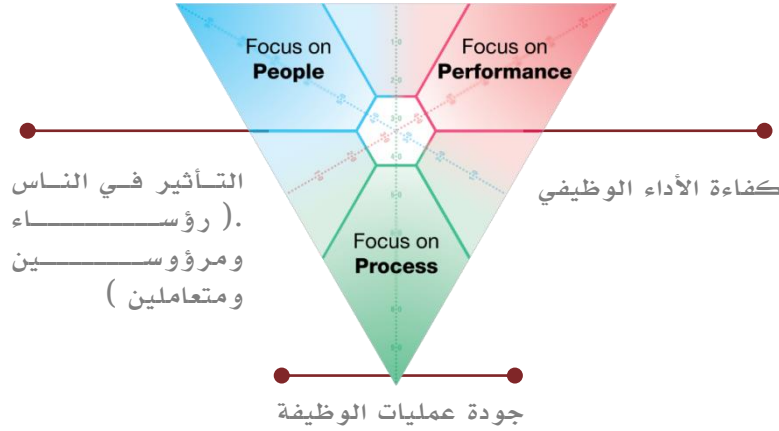 Focus on
People
Focus on
Performance
التأثير في الناس
.( رؤساء
ومرؤوسين
ومتعاملين )
كفاءة الأداء الوظيفي
Focus on
Process
جودة عمليات الوظيفة